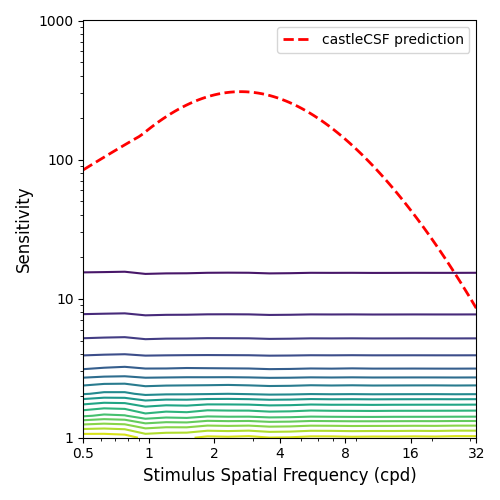 1000
100
10
1
Sensitivity
castleCSF prediction
0.5 1 2 4 8 16 32
Stimulus Spatial Frequency (cpd)